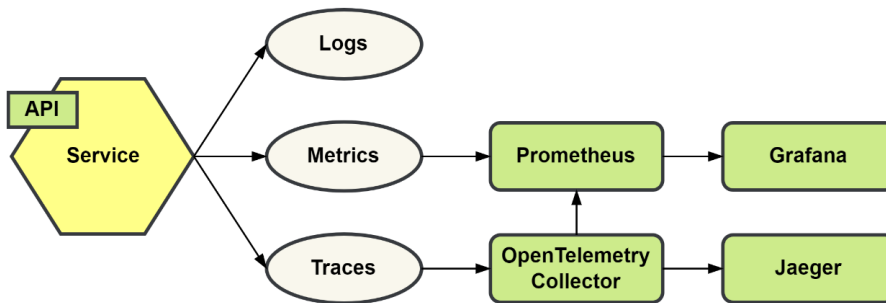 Logs
API
Service
Metrics
Prometheus
Grafana
Traces
OpenTelemetry
Collector
Jaeger